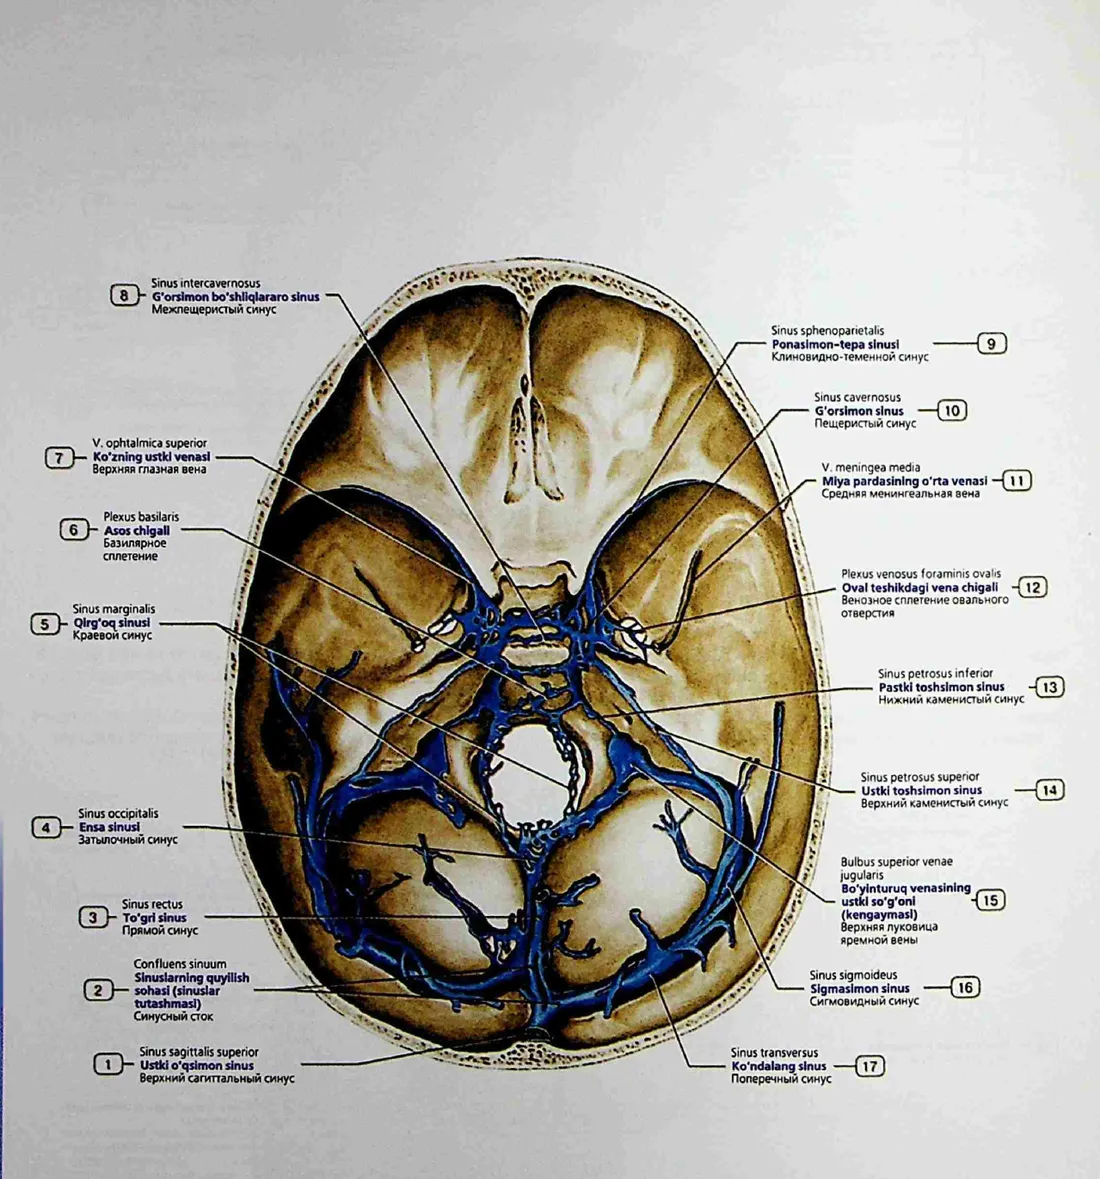 8
Sinus intercavernosus
G'orsimon bo'shliqlararo sinus
Межпещеристый синус
7
V. ophtalmica superior
Ko'zning ustki venasi
Верхняя глазная вена
6
Plexus basilaris
Asos chigali
Базилярное
сплетение
5
Sinus marginalis
Qirg'oq sinusi
Краевой синус
4
Sinus occipitalis
Ensa sinusi
Затылочный синус
3
Sinus rectus
To'g'ri sinus
Прямой синус
2
Confluens sinuum
Sinuslarning quyilish
sohasi (sinuslar
tutashmasi)
Синусный сток
1
Sinus sagittalis superior
Ustki o'qsimon sinus
Верхний сагиттальный синус
Sinus sphenoparietalis
Ponasimon-tepa sinusi
Клиновидно-теменной синус
9
Sinus cavernosus
G'orsimon sinus
Пещеристый синус
10
V. meningea media
Miya pardasining o'rta venasi
Средняя менингеальная вена
11
Plexus venosus foraminis ovalis
Oval teshikdagi vena chigali
Венозное сплетение овального
отверстия
12
Sinus petrosus inferior
Pastki toshsimon sinus
Нижний каменистый синус
13
Sinus petrosus superior
Ustki toshsimon sinus
Верхний каменистый синус
14
Bulbus superior venae
jugularis
Bo'yinturuq venasining
ustki so'g'oni
(kengaymasi)
Верхняя луковица
яремной вены
15
Sinus sigmoideus
Sigmasimon sinus
Сигмовидный синус
16
Sinus transversus
Ko'ndalang sinus
Поперечный синус
17